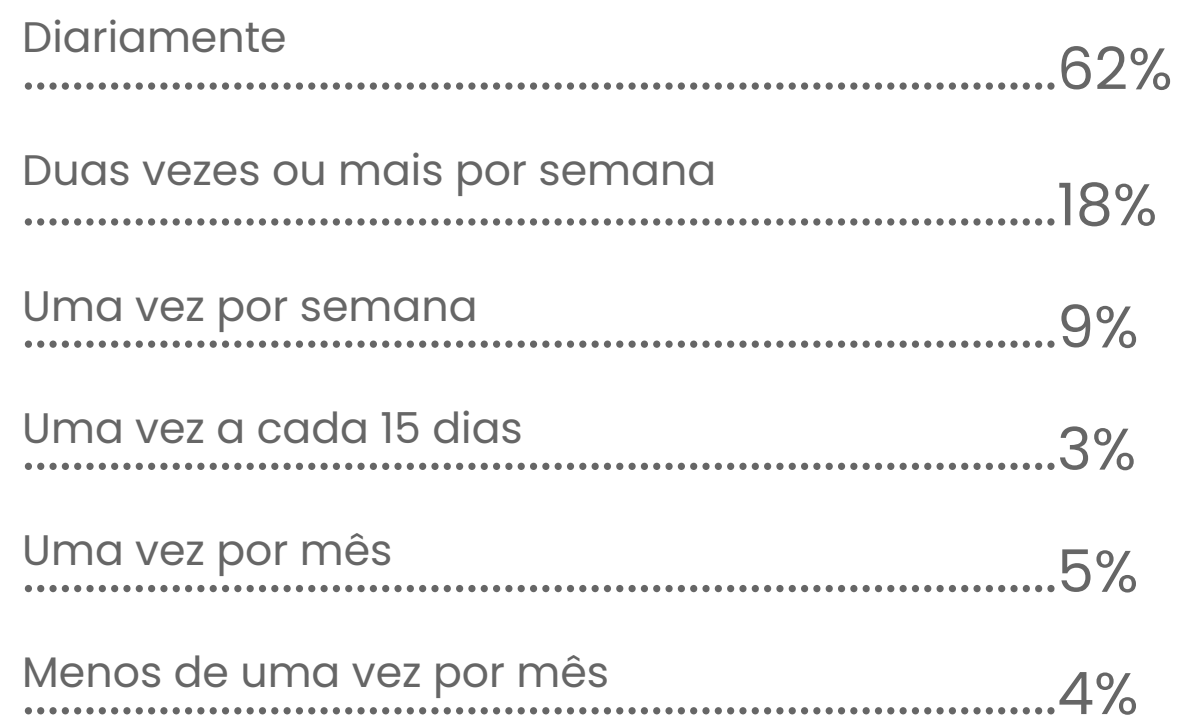 Diariamente
........................................................................................62%
Duas vezes ou mais por semana
........................................................................................18%
Uma vez por semana
........................................................................................9%
Uma vez a cada 15 dias
........................................................................................3%
Uma vez por mês
........................................................................................5%
Menos de uma vez por mês
........................................................................................4%